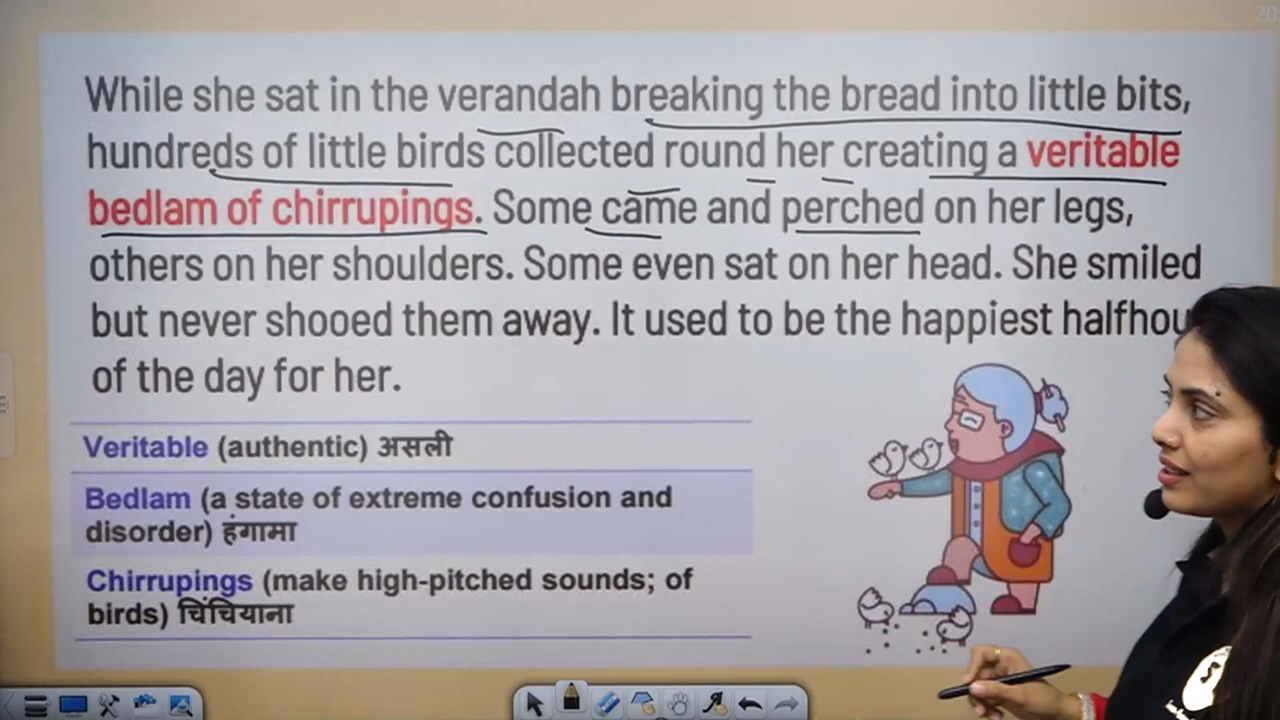 20
While she sat in the verandah breaking the bread into little bits,
hundreds of little birds collected round her creating a veritable
bedlam of chirrupings. Some came and perched on her legs,
others on her shoulders. Some even sat on her head. She smiled
but never shooed them away. It used to be the happiest halfhou
of the day for her.
Veritable (authentic) असली
Bedlam (a state of extreme confusion and
disorder) हंगामा
Chirrupings (make high-pitched sounds; of
birds) चिंचियाना